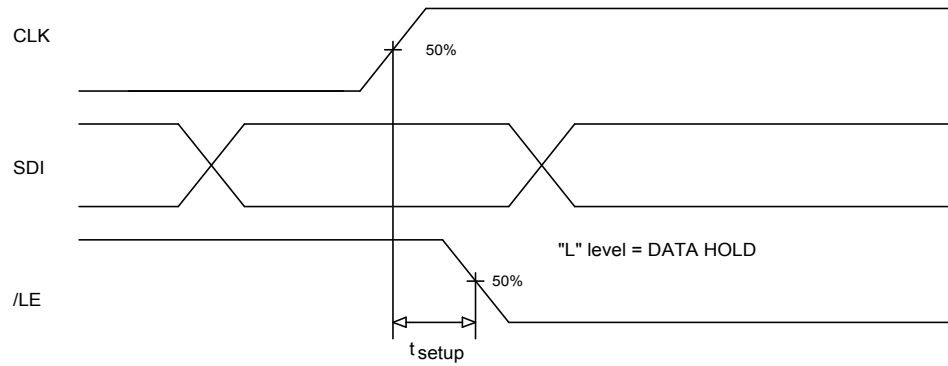 CLK
50%
SDI
"L" level = DATA HOLD
50%
/LE
t setup